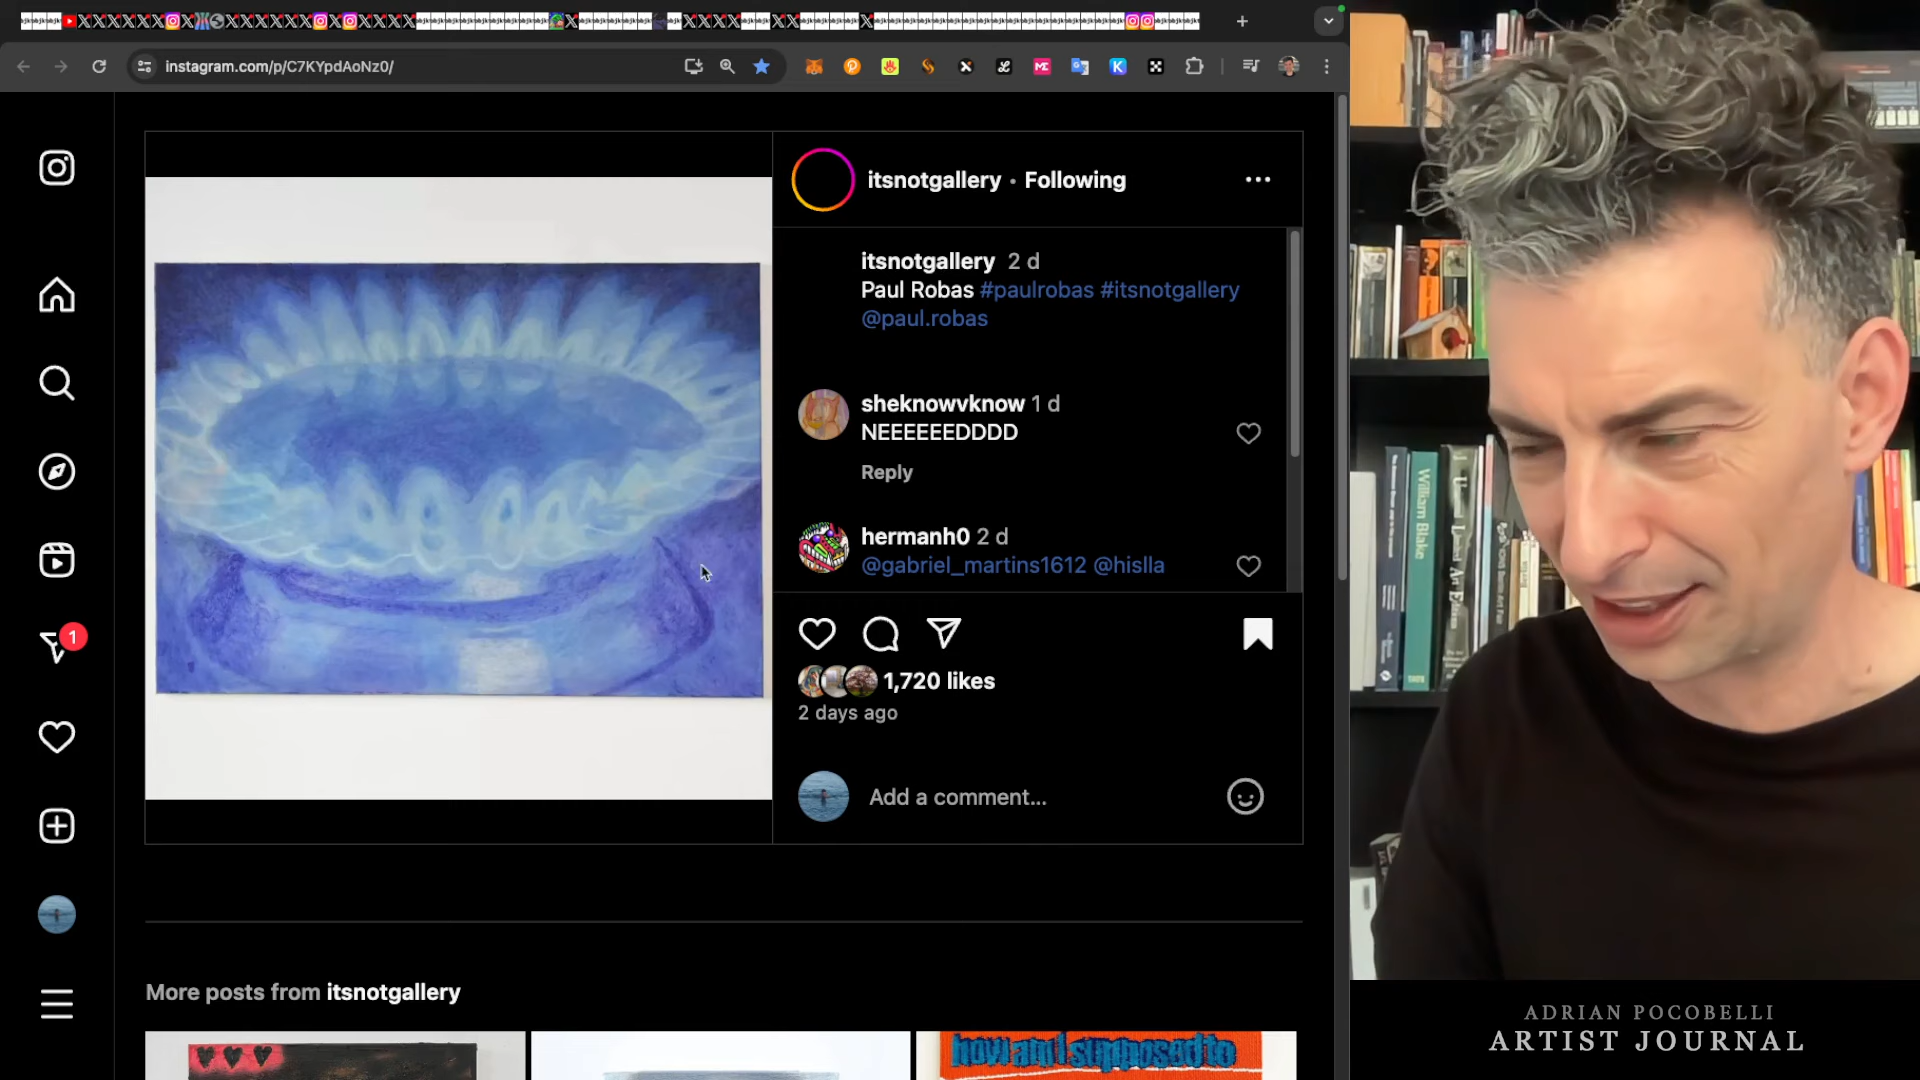 instagram.com/p/C7KYpdAoNz0/
itsnotgallery • Following
itsnotgallery 2 d
Paul Robas #paulrobas #itsnotgallery
@paul.robas
sheknowvknow 1 d
NEEEEEEDDDD
Reply
hermanh0 2 d
@gabriel_martins1612 @hislla
1
1,720 likes
2 days ago
Add a comment...
More posts from itsnotgallery
how am I supposed to
William Blake
Berlin
ADRIAN POCOBELLI
ARTIST JOURNAL